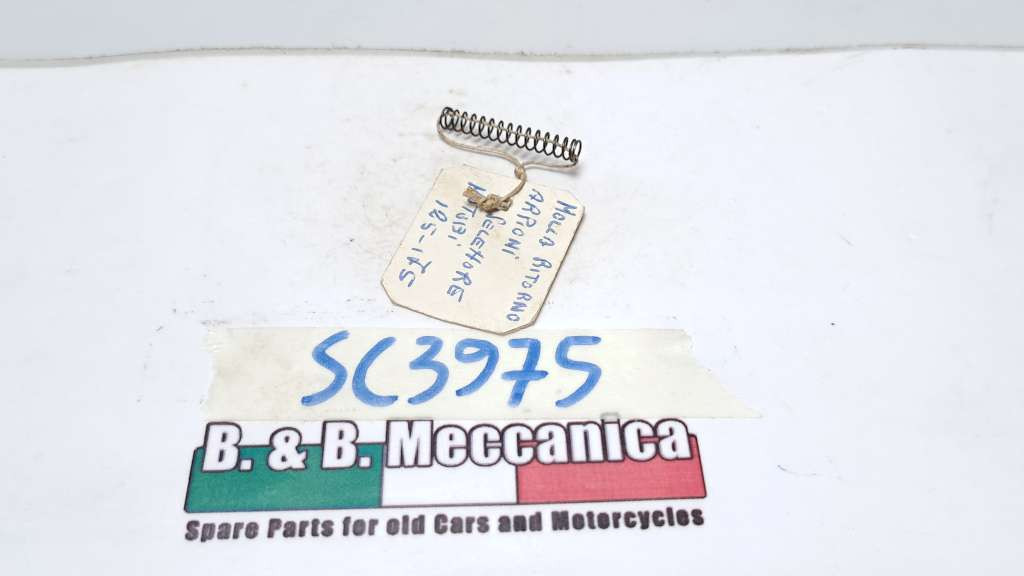 MOLLA RITORNO
ARPIONI
SELETTORE
MOTOBI
125-175
SC3975
B. & B. Meccanica
Spare Parts for old Cars and Motorcycles